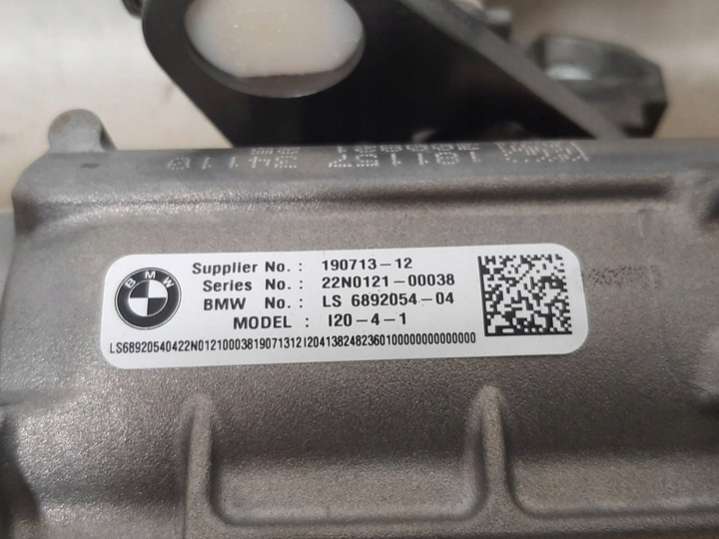 BMW
Supplier No. : 190713-12
Series No. : 22N0121-00038
BMW No. : LS 6892054-04
MODEL : I20-4-1
LS68920540422N01210003819071312I20413824823601000000000000000